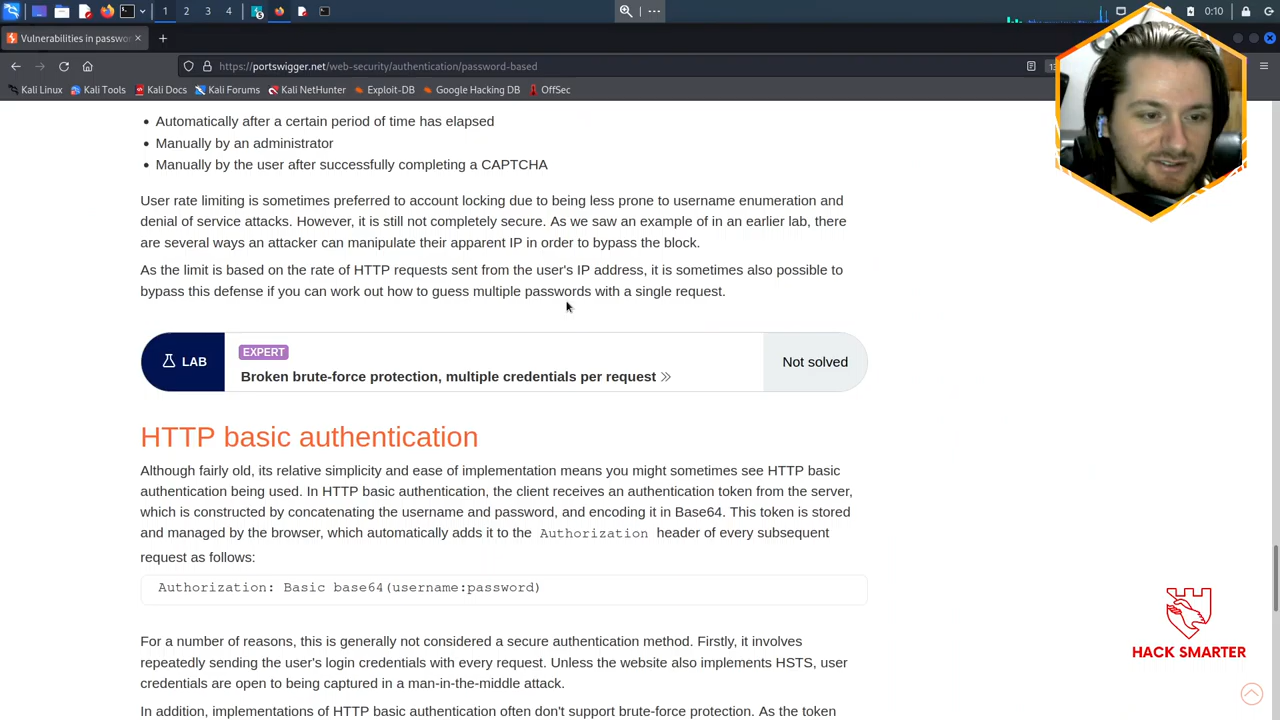 1 2 3 4 5
0:10
Vulnerabilities in passwo
https://portswigger.net/web-security/authentication/password-based
Kali Linux Kali Tools Kali Docs Kali Forums Kali NetHunter Exploit-DB Google Hacking DB OffSec
Automatically after a certain period of time has elapsed
Manually by an administrator
Manually by the user after successfully completing a CAPTCHA
User rate limiting is sometimes preferred to account locking due to being less prone to username enumeration and
denial of service attacks. However, it is still not completely secure. As we saw an example of in an earlier lab, there
are several ways an attacker can manipulate their apparent IP in order to bypass the block.
As the limit is based on the rate of HTTP requests sent from the user's IP address, it is sometimes also possible to
bypass this defense if you can work out how to guess multiple passwords with a single request.
LAB
EXPERT
Broken brute-force protection, multiple credentials per request
Not solved
HTTP basic authentication
Although fairly old, its relative simplicity and ease of implementation means you might sometimes see HTTP basic
authentication being used. In HTTP basic authentication, the client receives an authentication token from the server,
which is constructed by concatenating the username and password, and encoding it in Base64. This token is stored
and managed by the browser, which automatically adds it to the Authorization header of every subsequent
request as follows:
Authorization: Basic base64(username:password)
For a number of reasons, this is generally not considered a secure authentication method. Firstly, it involves
repeatedly sending the user's login credentials with every request. Unless the website also implements HSTS, user
credentials are open to being captured in a man-in-the-middle attack.
In addition, implementations of HTTP basic authentication often don't support brute-force protection. As the token
HACK SMARTER